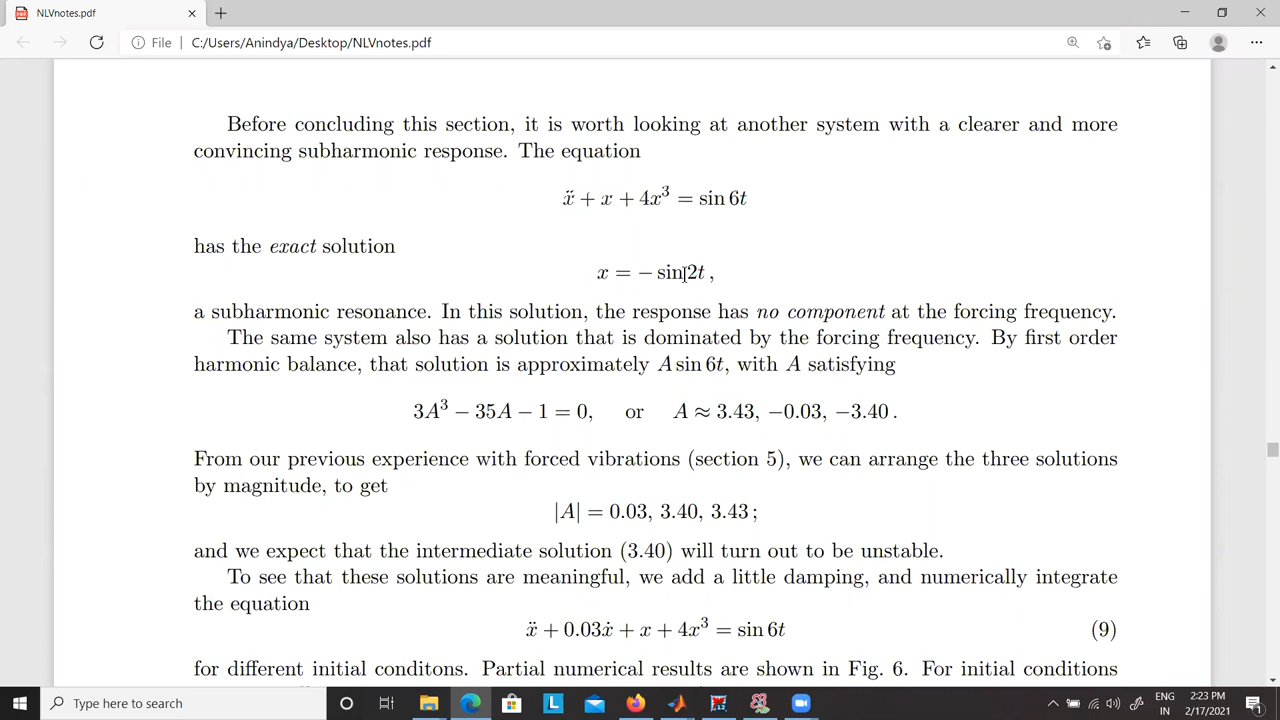 NLVnotes.pdf
File C:/Users/Anindya/Desktop/NLVnotes.pdf
Before concluding this section, it is worth looking at another system with a clearer and more
convincing subharmonic response. The equation
ẍ + x + 4x³ = sin 6t
has the exact solution
x = − sin 2t ,
a subharmonic resonance. In this solution, the response has no component at the forcing frequency.
The same system also has a solution that is dominated by the forcing frequency. By first order
harmonic balance, that solution is approximately A sin 6t, with A satisfying
3A³ − 35A − 1 = 0, or A ≈ 3.43, −0.03, −3.40 .
From our previous experience with forced vibrations (section 5), we can arrange the three solutions
by magnitude, to get
|A| = 0.03, 3.40, 3.43 ;
and we expect that the intermediate solution (3.40) will turn out to be unstable.
To see that these solutions are meaningful, we add a little damping, and numerically integrate
the equation
ẍ + 0.03ẋ + x + 4x³ = sin 6t (9)
for different initial conditons. Partial numerical results are shown in Fig. 6. For initial conditions
Type here to search
ENG
IN
2:23 PM
2/17/2021